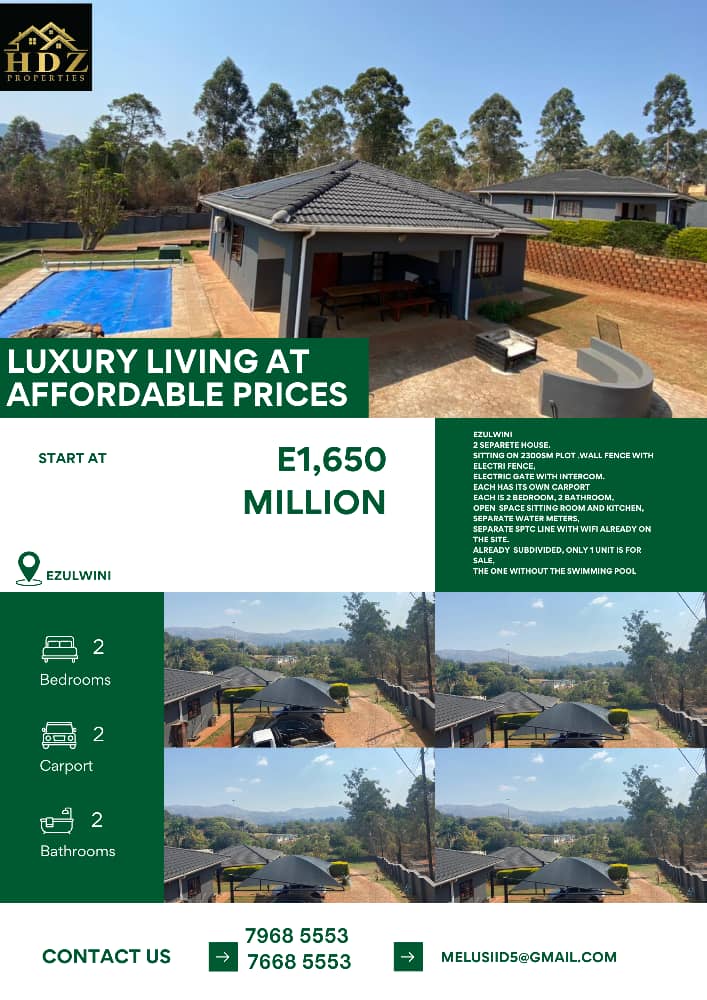 HDZ
PROPERTIES
LUXURY LIVING AT
AFFORDABLE PRICES
START AT
E1,650
MILLION
EZULWINI
EZULWINI
2 SEPARETE HOUSE.
SITTING ON 2300SM PLOT .WALL FENCE WITH
ELECTRI FENCE,
ELECTRIC GATE WITH INTERCOM.
EACH HAS ITS OWN CARPORT
EACH IS 2 BEDROOM, 2 BATHROOM,
OPEN SPACE SITTING ROOM AND KITCHEN,
SEPARATE WATER METERS,
SEPARATE SPTC LINE WITH WIFI ALREADY ON
THE SITE.
ALREADY SUBDIVIDED, ONLY 1 UNIT IS FOR
SALE,
THE ONE WITHOUT THE SWIMMING POOL
2
Bedrooms
2
Carport
2
Bathrooms
CONTACT US
7968 5553
7668 5553
MELUSIID5@GMAIL.COM